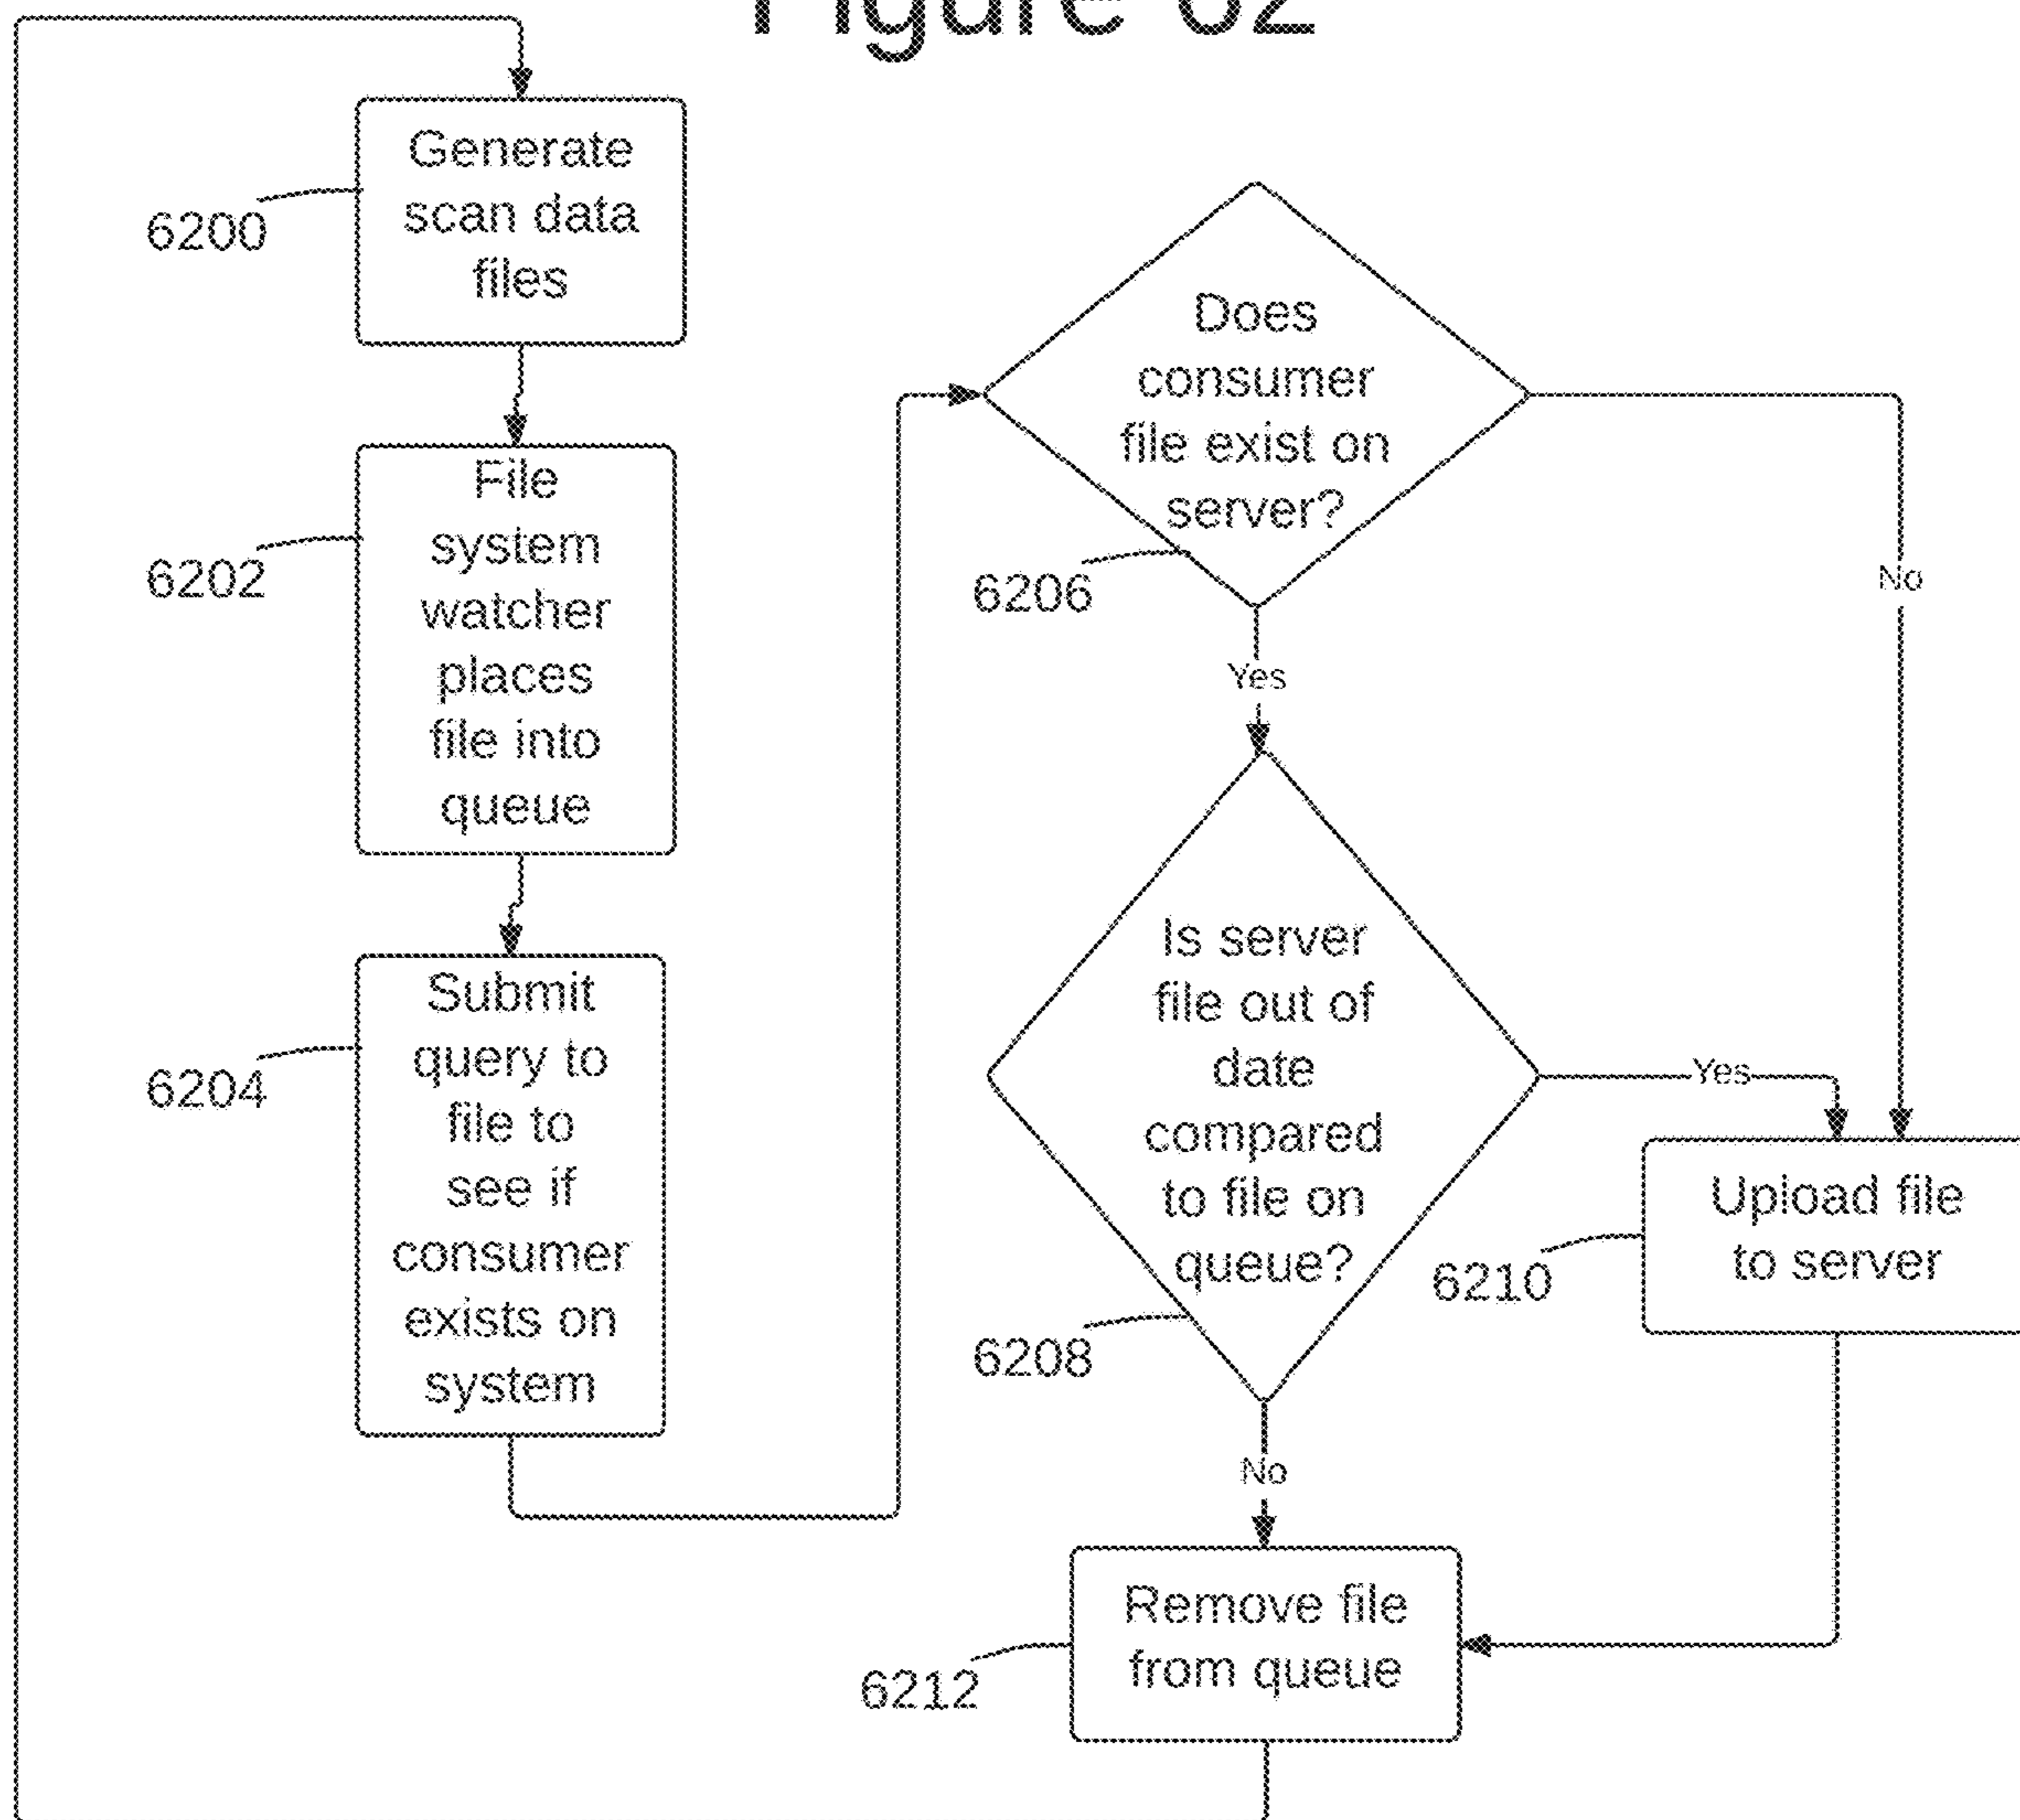 Figure 62
Generate
scan data
files
6200
File
system
watcher
places
file into
queue
6202
Submit
query to
file to
see if
consumer
exists on
system
6204
Does
consumer
file exist on
server?
6206
No
Yes
Is server
file out of
date
compared
to file on
queue?
6208
Yes
Upload file
to server
6210
No
Remove file
from queue
6212